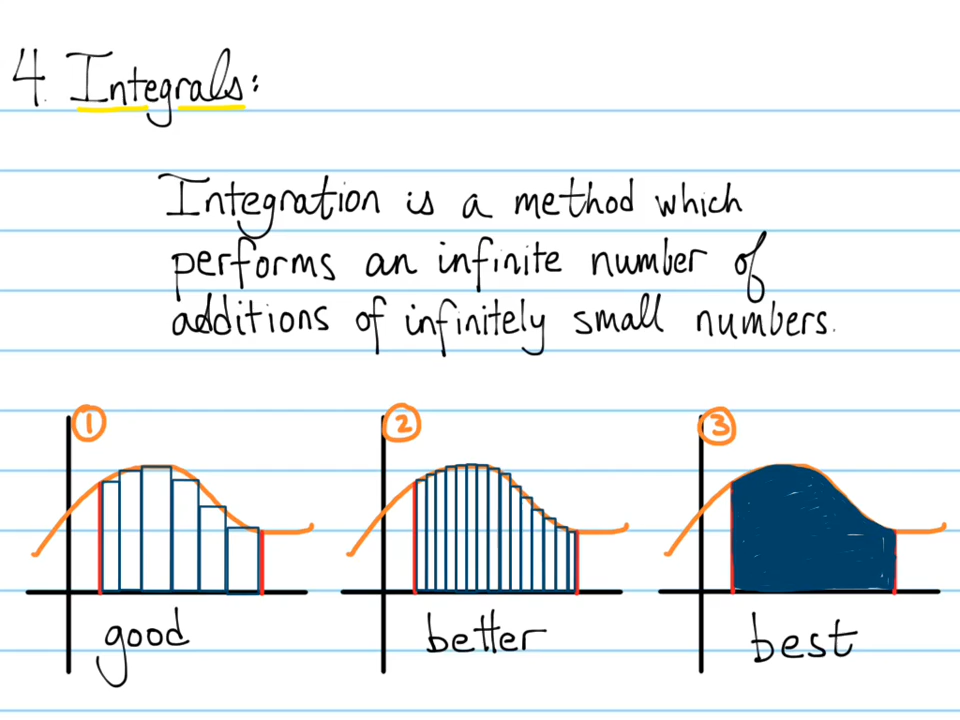 4. Integrals:
Integration is a method which
performs an infinite number of
additions of infinitely small numbers.
1 2 3
good better best